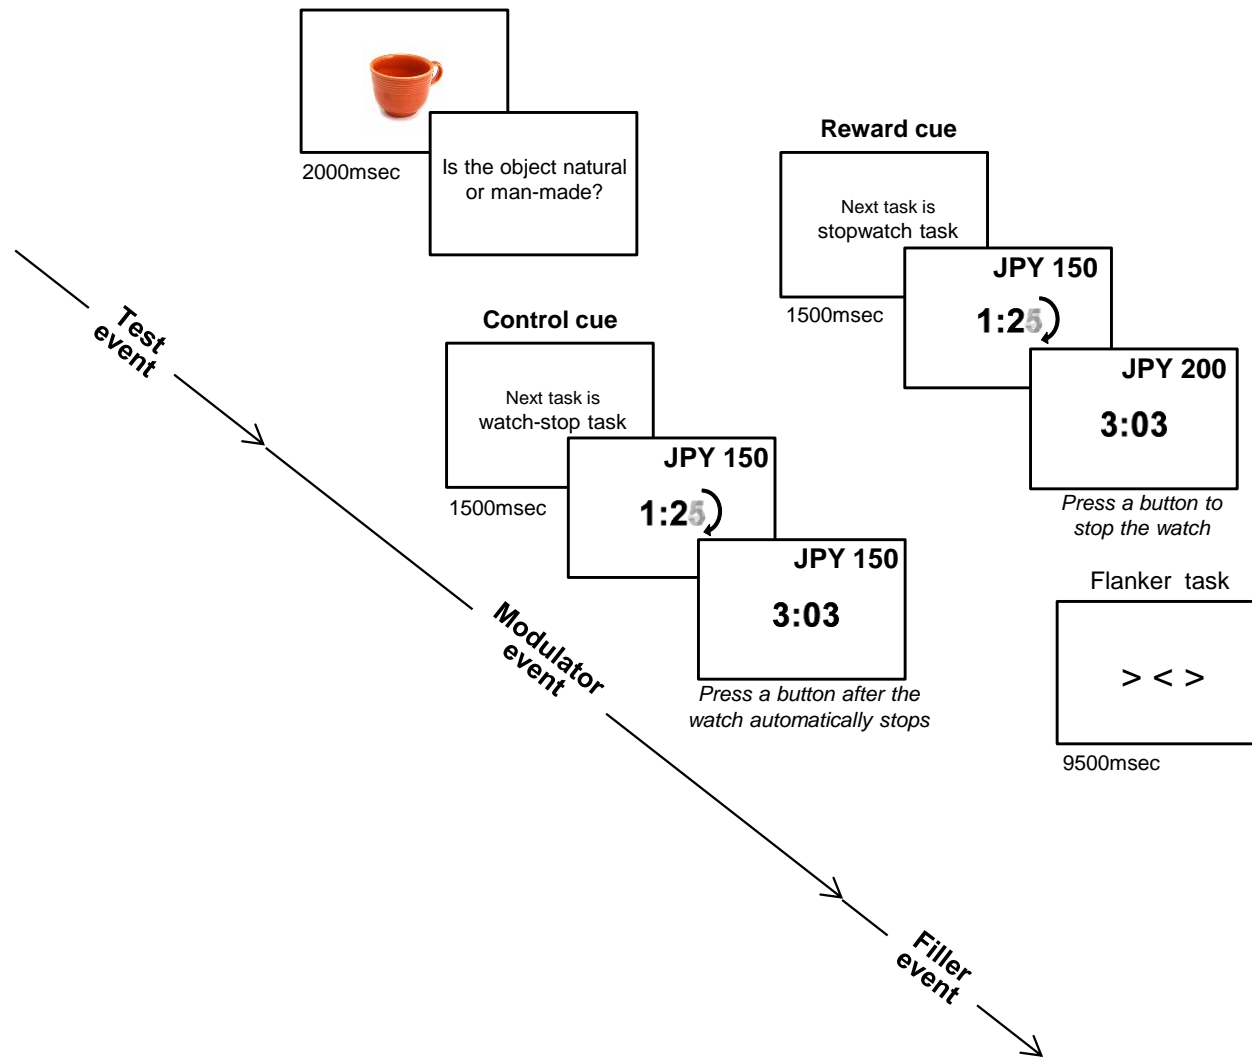 2000msec
Is the object natural
or man-made?
Reward cue
Next task is
stopwatch task
1500msec
JPY 150
1:25
JPY 200
3:03
Press a button to
stop the watch
Test
event
Control cue
Next task is
watch-stop task
1500msec
JPY 150
1:25
JPY 150
3:03
Press a button after the
watch automatically stops
Modulator
event
Flanker task
> < >
9500msec
Filler
event